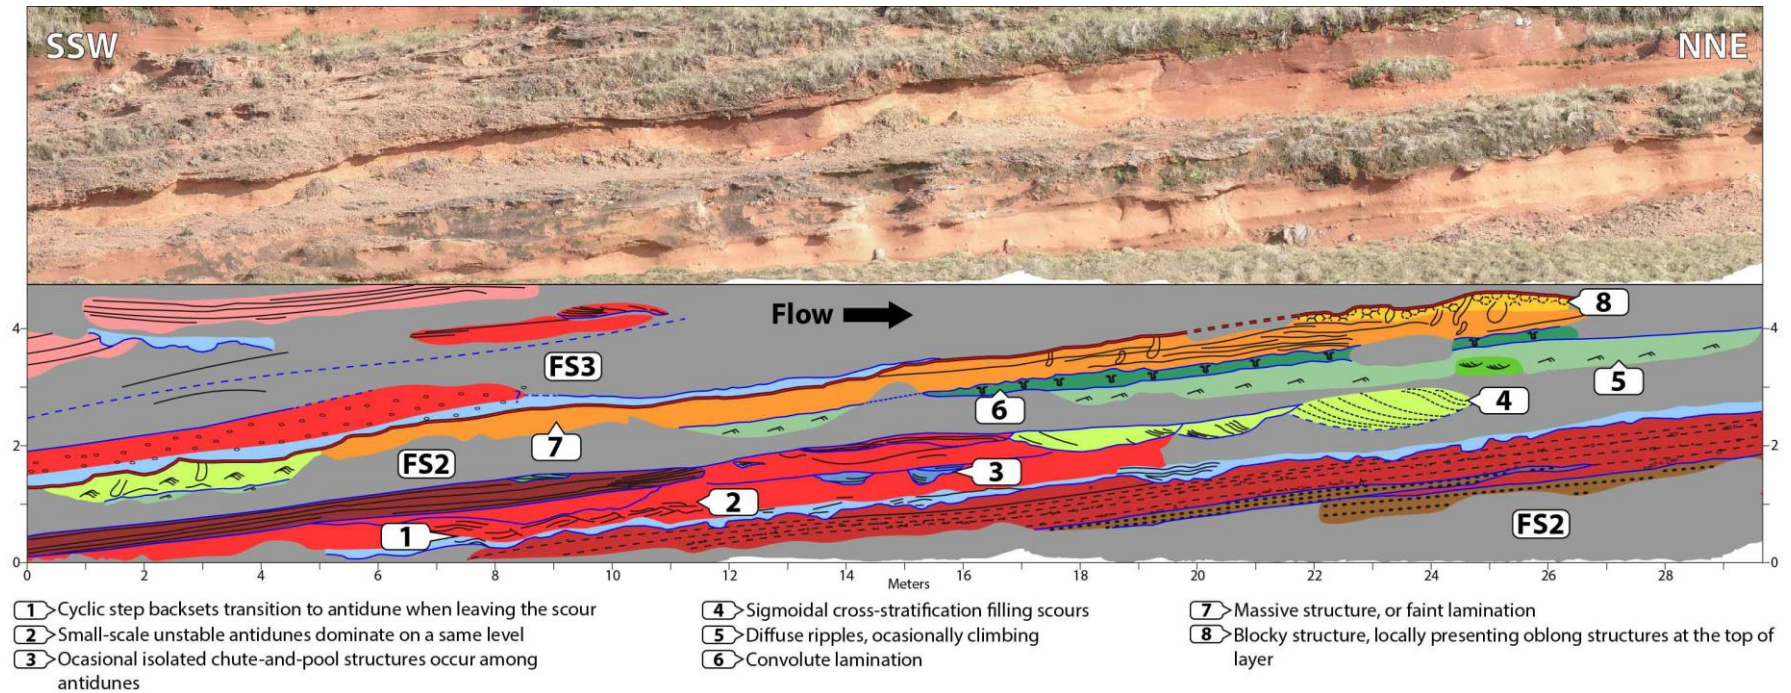 SSW
NNE
Flow
8
FS3
4
4
5
4
6
7
FS2
3
2
2
2
1
FS2
0
0
2
4
6
8
10
12
14
16
18
20
22
24
26
28
Meters
1 Cyclic step backsets transition to antidune when leaving the scour
2 Small-scale unstable antidunes dominate on a same level
3 Ocasional isolated chute-and-pool structures occur among
antidunes
4 Sigmoidal cross-stratification filling scours
5 Diffuse ripples, ocasionally climbing
6 Convolute lamination
7 Massive structure, or faint lamination
8 Blocky structure, locally presenting oblong structures at the top of
layer